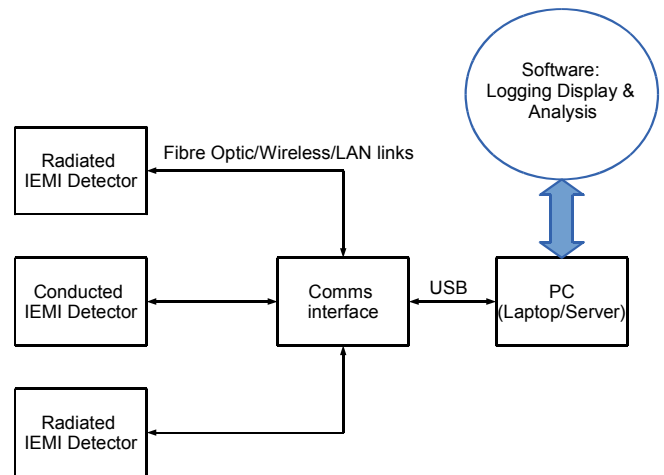 Software:
Logging Display &
Analysis
Fibre Optic/Wireless/LAN links
Radiated
IEMI Detector
Conducted
IEMI Detector
Comms
interface
USB
PC
(Laptop/Server)
Radiated
IEMI Detector